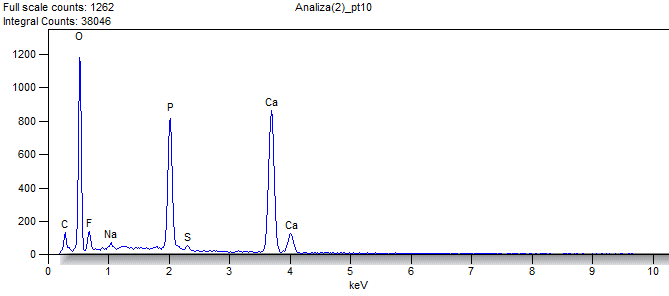 Full scale counts: 1262
Analiza(2)_pt10
Integral Counts: 38046
O
1200
1000
Ca
P
800
600
400
200
C
F
Na
S
Ca
0
0
1
2
3
4
5
6
7
8
9
10
keV